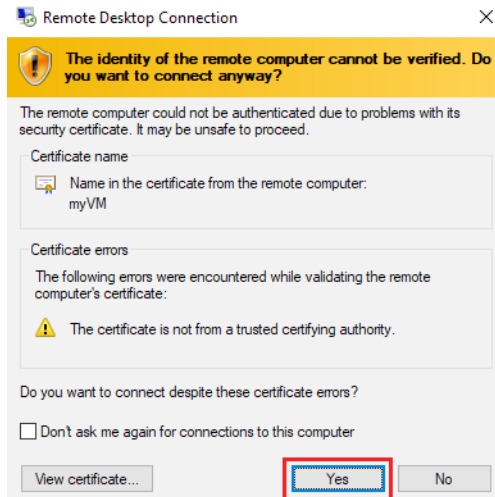 Remote Desktop Connection
The identity of the remote computer cannot be verified. Do
you want to connect anyway?
The remote computer could not be authenticated due to problems with its
security certificate. It may be unsafe to proceed.
Certificate name
Name in the certificate from the remote computer:
myVM
Certificate errors
The following errors were encountered while validating the remote
computer's certificate:
The certificate is not from a trusted certifying authority.
Do you want to connect despite these certificate errors?
Don't ask me again for connections to this computer
View certificate... Yes No